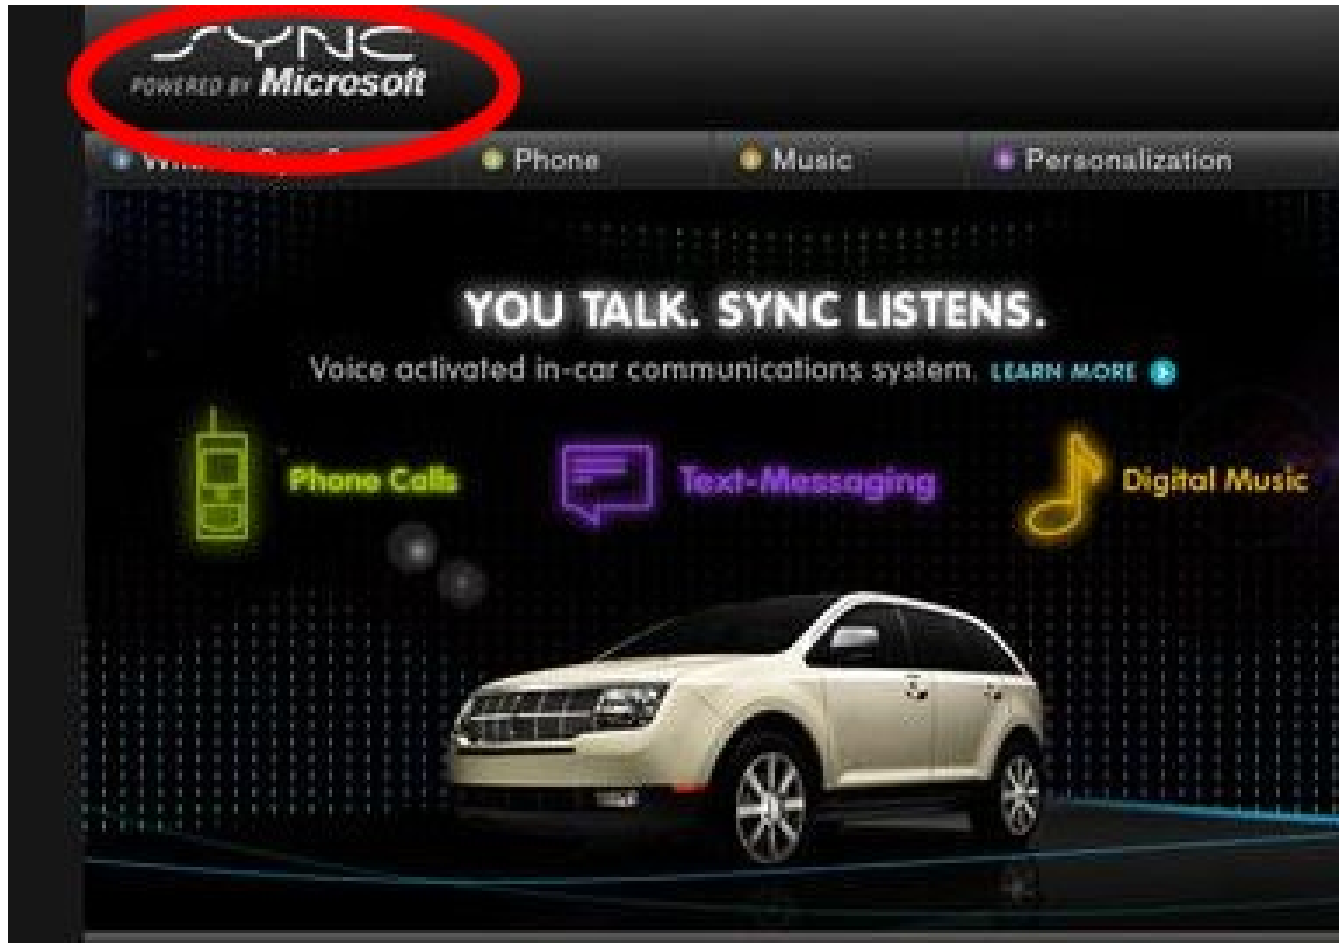 SYNC
POWERED BY Microsoft
Phone
Music
Personalization
YOU TALK. SYNC LISTENS.
Voice activated in-car communications system. LEARN MORE
Phone Calls
Text-Messaging
Digital Music